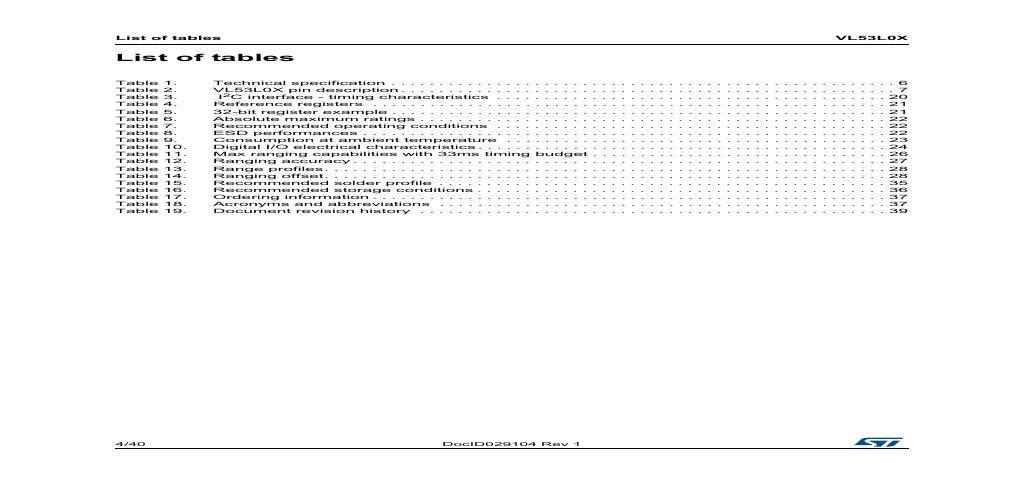 List of tables VL53L0X
List of tables
Table 1. Technical specification . . . . . . . . . . . . . . . . . . . . . . . . . . . . . . . . . . . . . . . . 6
Table 2. VL53L0X pin description . . . . . . . . . . . . . . . . . . . . . . . . . . . . . . . . . . . . . . . . 7
Table 3. I²C interface - timing characteristics . . . . . . . . . . . . . . . . . . . . . . . . . . . . . . . . 20
Table 4. Reference registers . . . . . . . . . . . . . . . . . . . . . . . . . . . . . . . . . . . . . . . . 21
Table 5. 32-bit register example . . . . . . . . . . . . . . . . . . . . . . . . . . . . . . . . . . . . . . . . 21
Table 6. Absolute maximum ratings . . . . . . . . . . . . . . . . . . . . . . . . . . . . . . . . . . . . . . 22
Table 7. Recommended operating conditions . . . . . . . . . . . . . . . . . . . . . . . . . . . . . . . . 22
Table 8. ESD performances . . . . . . . . . . . . . . . . . . . . . . . . . . . . . . . . . . . . . . . . 22
Table 9. Consumption at ambient temperature . . . . . . . . . . . . . . . . . . . . . . . . . . . . . . . . 23
Table 10. Digital I/O electrical characteristics . . . . . . . . . . . . . . . . . . . . . . . . . . . . . . . . 24
Table 11. Max ranging capabilities with 33ms timing budget . . . . . . . . . . . . . . . . . . . . . . . . 26
Table 12. Ranging accuracy . . . . . . . . . . . . . . . . . . . . . . . . . . . . . . . . . . . . . . . . 27
Table 13. Range profiles . . . . . . . . . . . . . . . . . . . . . . . . . . . . . . . . . . . . . . . . 28
Table 14. Ranging offset . . . . . . . . . . . . . . . . . . . . . . . . . . . . . . . . . . . . . . . . 28
Table 15. Recommended solder profile . . . . . . . . . . . . . . . . . . . . . . . . . . . . . . . . . . . . 35
Table 16. Recommended storage conditions . . . . . . . . . . . . . . . . . . . . . . . . . . . . . . . . 36
Table 17. Ordering information . . . . . . . . . . . . . . . . . . . . . . . . . . . . . . . . . . . . . . . . 37
Table 18. Acronyms and abbreviations . . . . . . . . . . . . . . . . . . . . . . . . . . . . . . . . . . . . 37
Table 19. Document revision history . . . . . . . . . . . . . . . . . . . . . . . . . . . . . . . . . . . . . . 39
4/40 DocID029104 Rev 1 ST